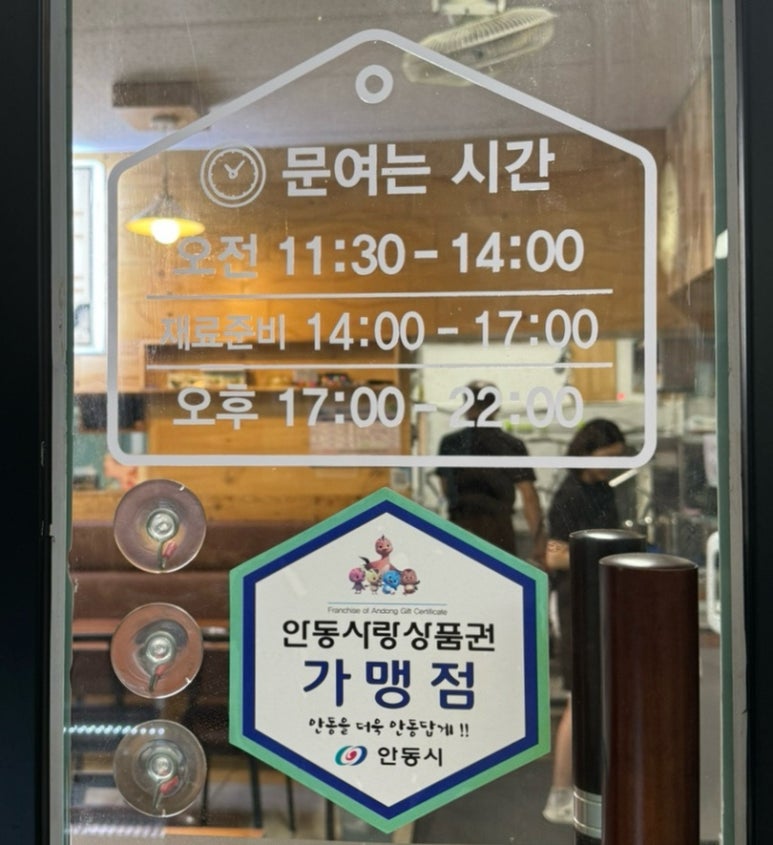 문여는 시간
오전 11:30 - 14:00
재료준비 14:00 - 17:00
오후 17:00 - 22:00
Franchise of Andong Gift Certificate
안동사랑상품권
가맹점
안동을 더욱 안동답게!!
안동시